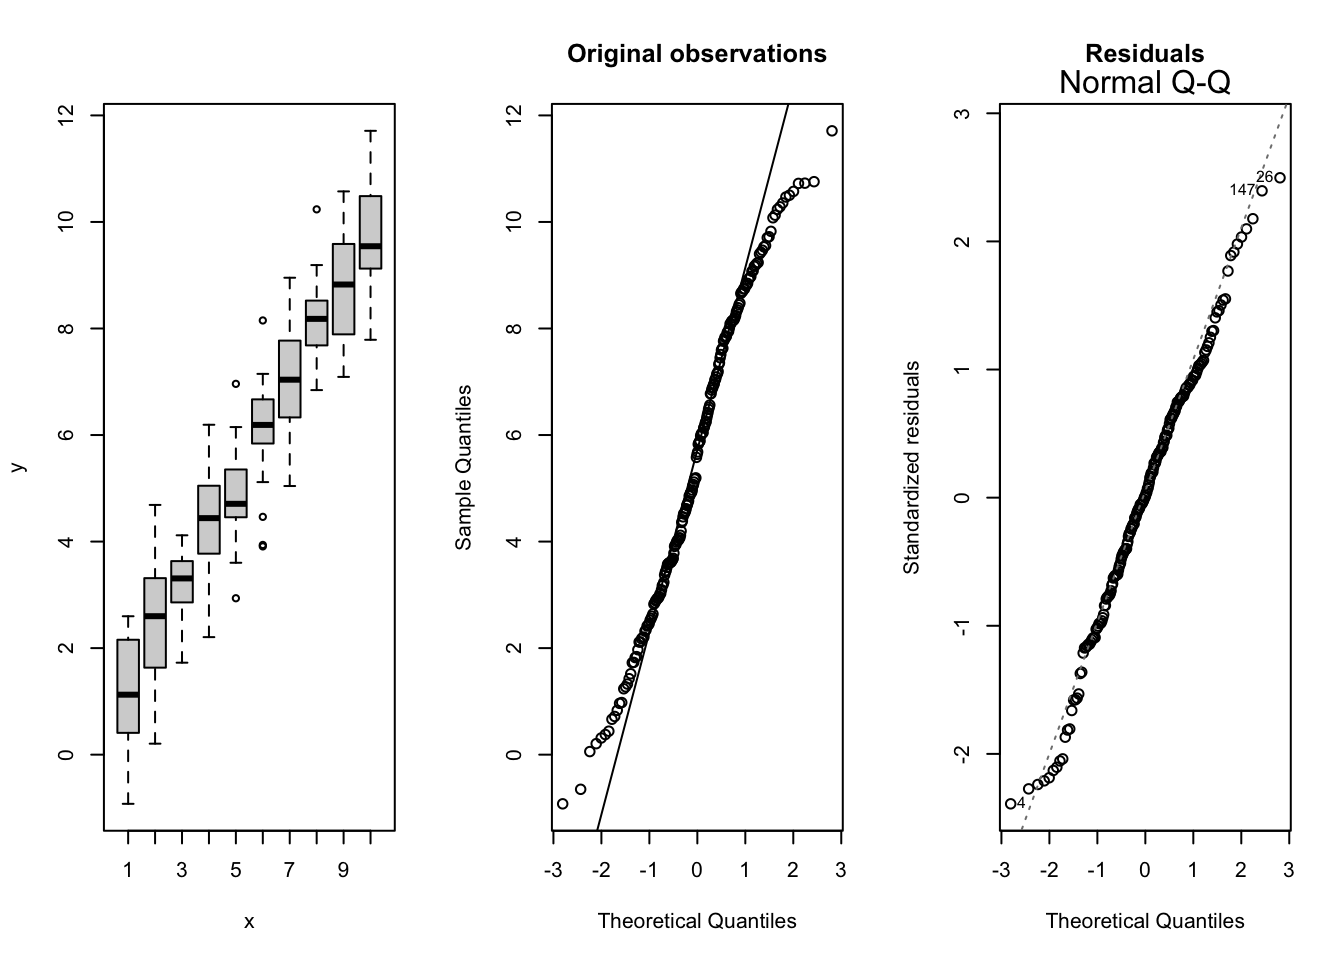 Original observations
Residuals
Normal Q-Q
12
10
8
6
4
2
0
y
1 3 5 7 9
x
12
10
8
6
4
2
0
Sample Quantiles
-3 -2 -1 0 1 2 3
Theoretical Quantiles
3
2
1
0
-1
-2
Standardized residuals
26
147
4
-3 -2 -1 0 1 2 3
Theoretical Quantiles